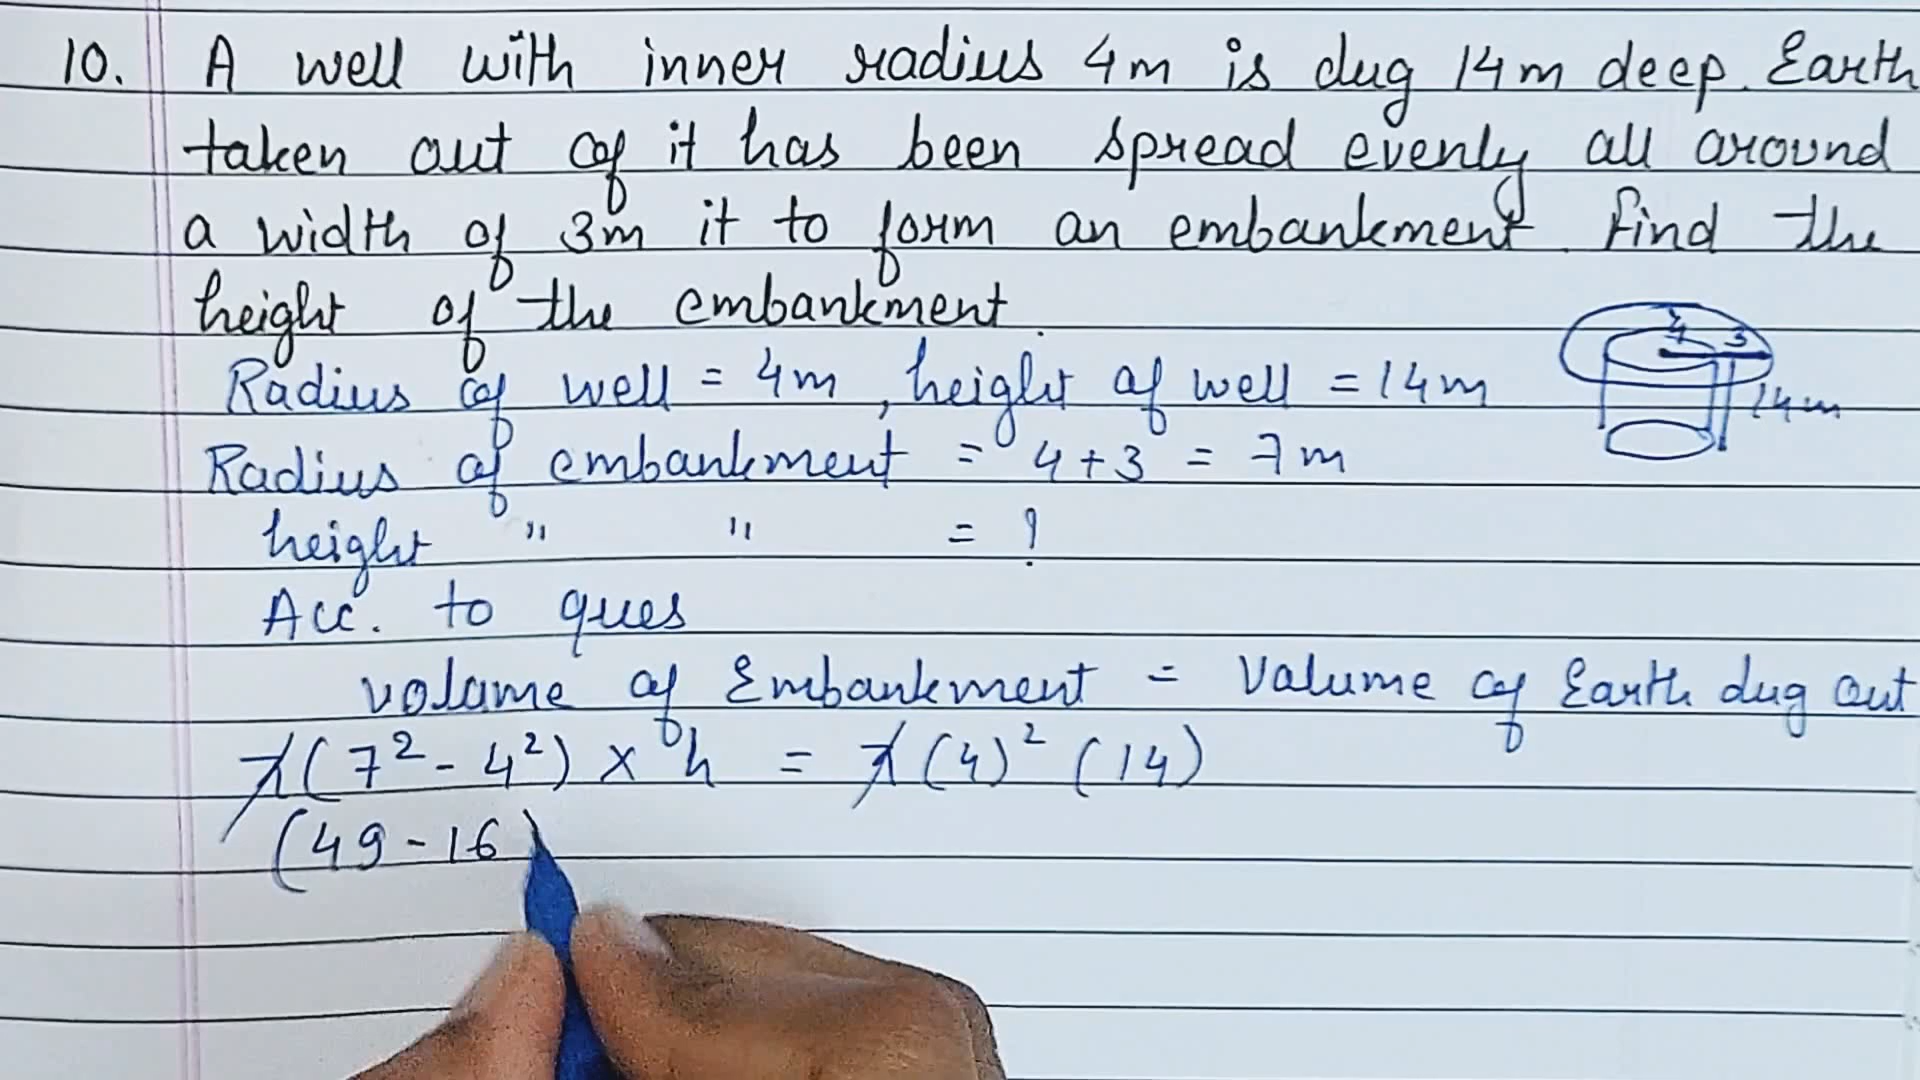 10. A well with inner radius 4m is dug 14m deep. Earth
taken out of it has been spread evenly all around
a width of 3m it to form an embankment. Find the
height of the embankment.
4 3
Radius of well = 4m, height of well = 14m
14m
Radius of embankment = 4+3 = 7m
height " " = ?
Acc. to ques
volume of Embankment = Volume of Earth dug out
π(7² - 4²) × h = π(4)² (14)
(49 - 16)